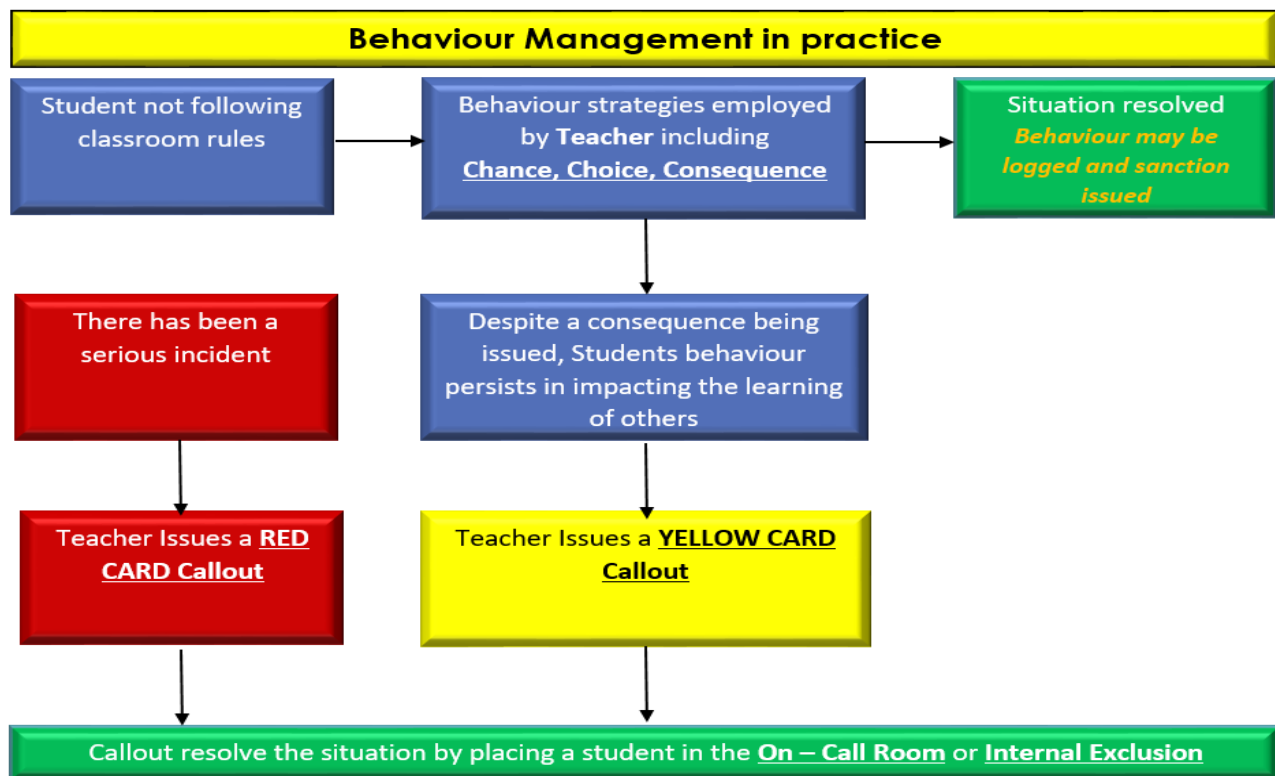 Behaviour Management in practice
Student not following
classroom rules
Behaviour strategies employed
by Teacher including
Chance, Choice, Consequence
Situation resolved
Behaviour may be
logged and sanction
issued
There has been a
serious incident
Despite a consequence being
issued, Students behaviour
persists in impacting the learning
of others
Teacher Issues a RED
CARD Callout
Teacher Issues a YELLOW CARD
Callout
Callout resolve the situation by placing a student in the On – Call Room or Internal Exclusion